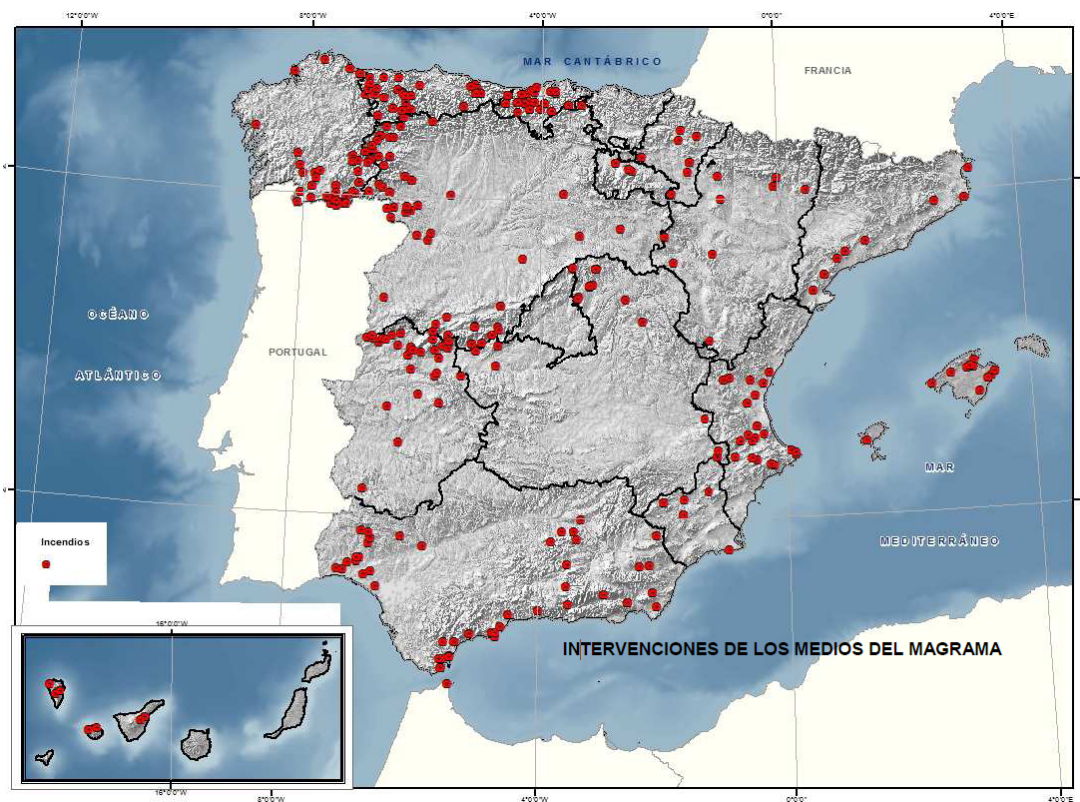 12°0'0"W 8°0'0"W 4°0'0"W 0°0'0" 4°0'0"E
MAR CANTÁBRICO
FRANCIA
OCÉANO
ATLÁNTICO
PORTUGAL
MAR
MEDITERRÁNEO
Incendios
INTERVENCIONES DE LOS MEDIOS DEL MAGRAMA
16°0'0"W
16°0'0"W 8°0'0"W 4°0'0"W 0°0'0" 4°0'0"E